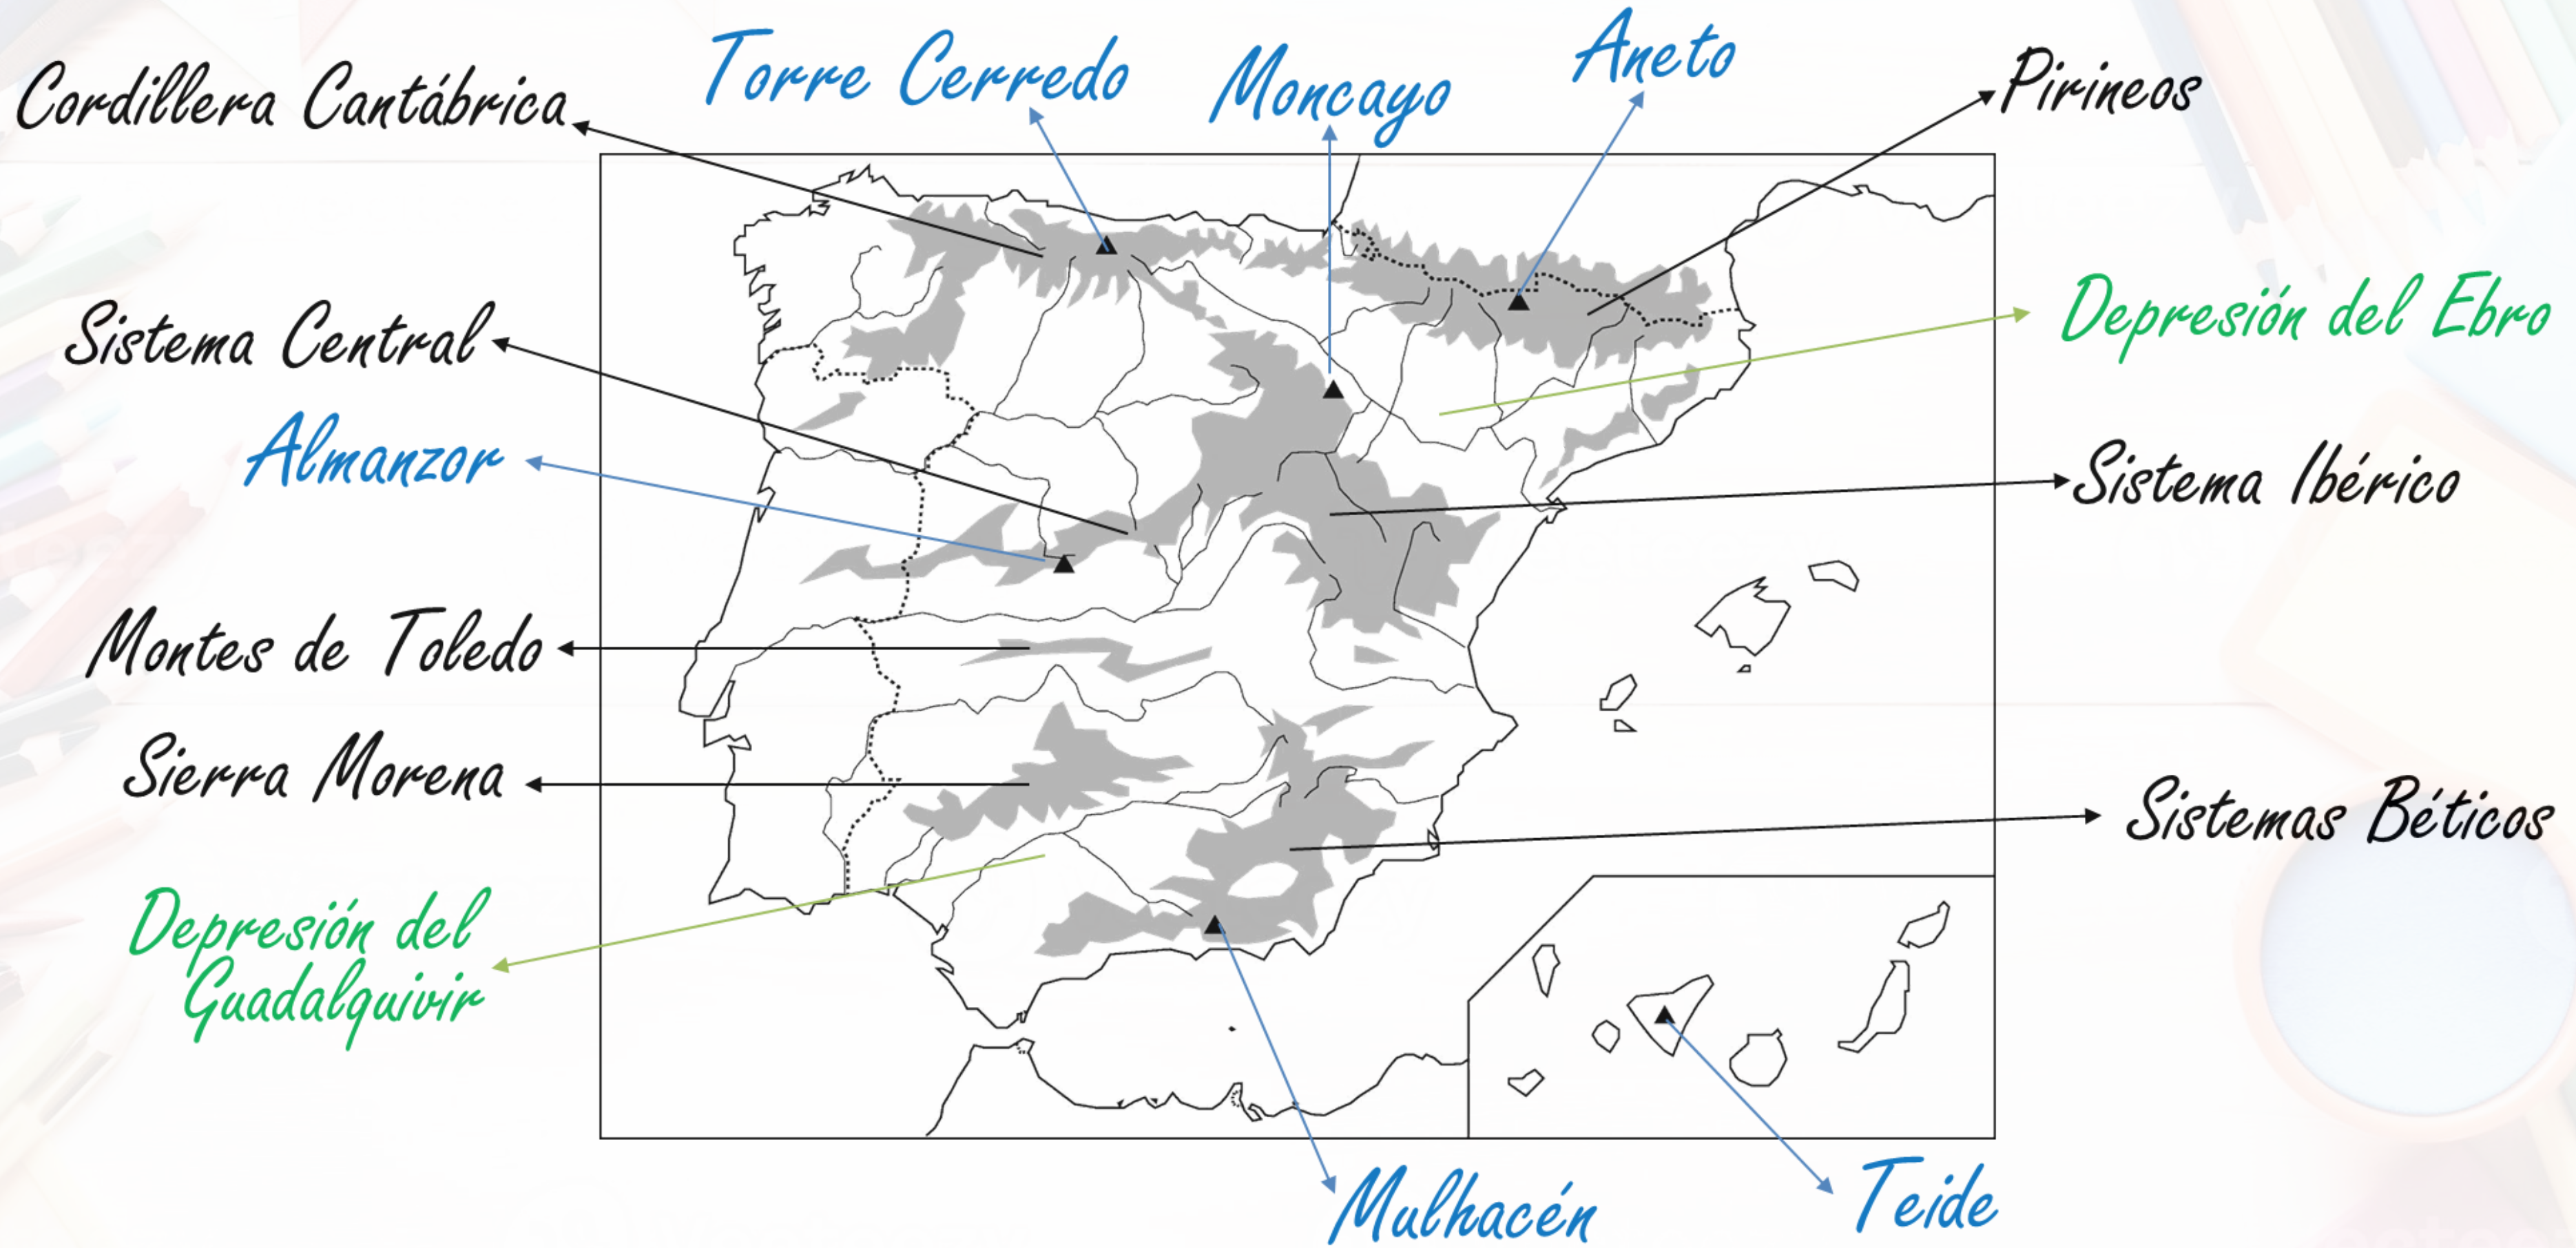 Torre Cerredo
Moncayo
Aneto
Cordillera Cantábrica
Pirineos
Sistema Central
Depresión del Ebro
Almanzor
Sistema Ibérico
Montes de Toledo
Sierra Morena
Sistemas Béticos
Depresión del
Guadalquivir
Mulhacén
Teide